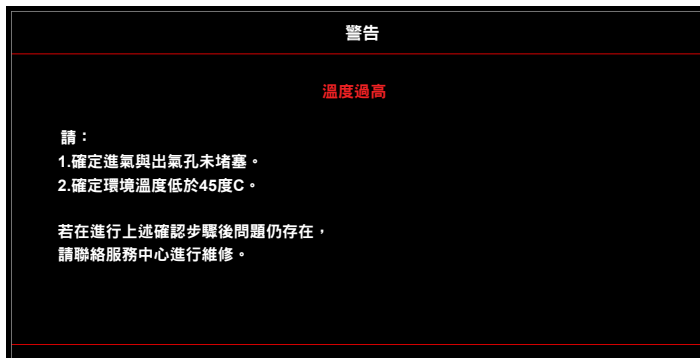 警告
溫度過高
請：
1.確定進氣與出氣孔未堵塞。
2.確定環境溫度低於45度C。
若在進行上述確認步驟後問題仍存在，
請聯絡服務中心進行維修。